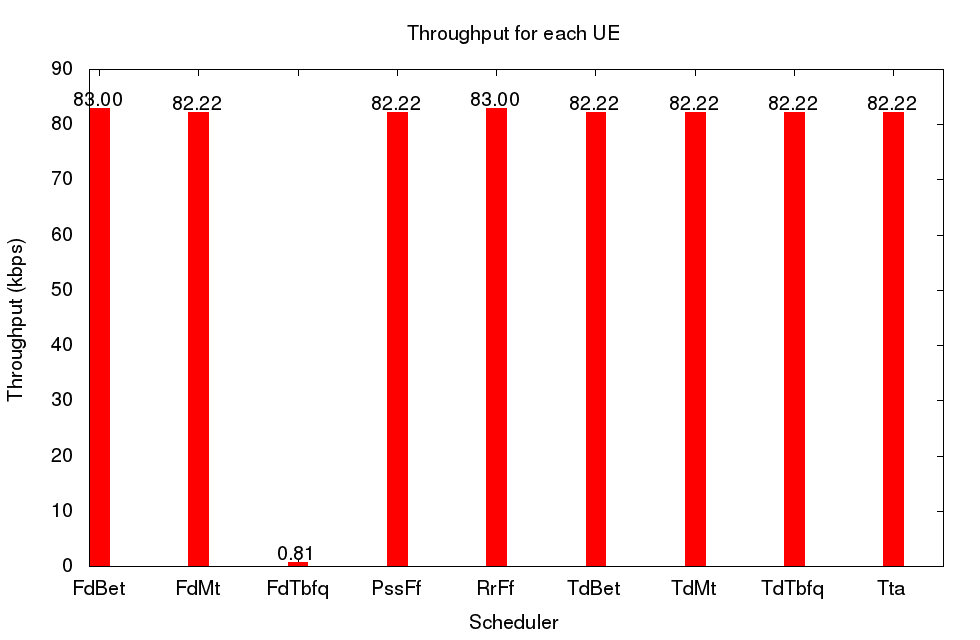 Throughput for each UE
90
80
70
60
50
40
30
20
10
0
Throughput (kbps)
83.00 82.22 0.81 82.22 83.00 82.22 82.22 82.22 82.22
FdBet FdMt FdTbfq PssFf RrFf TdBet TdMt TdTbfq Tta
Scheduler